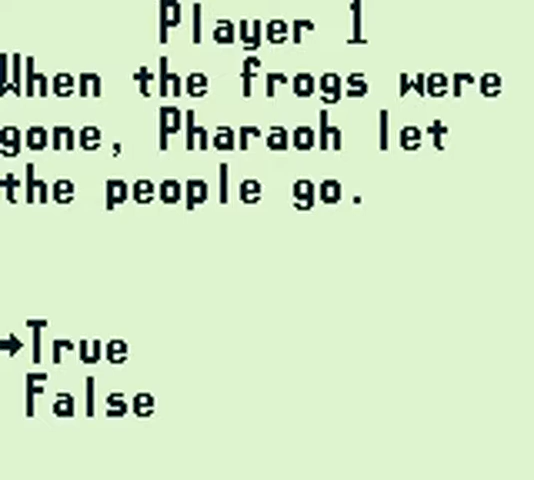 Player 1
When the frogs were
gone, Pharaoh let
the people go.
→True
False